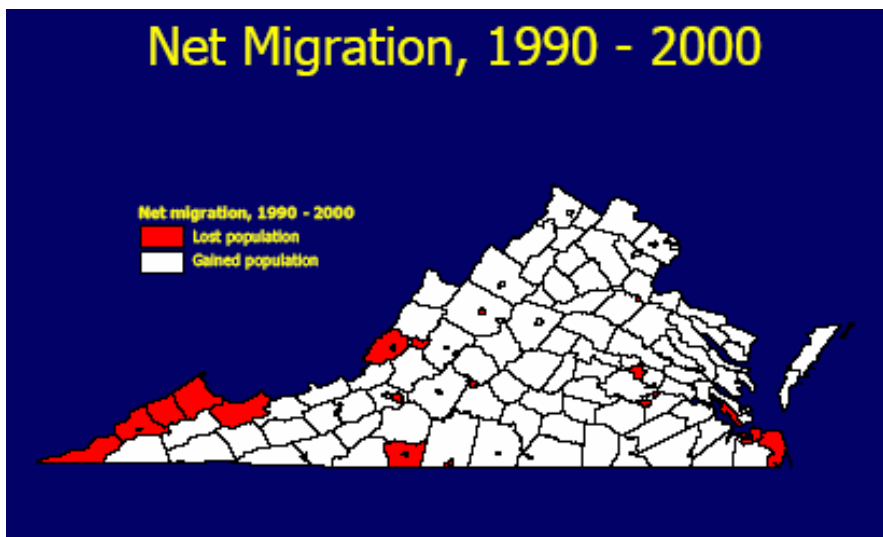 Net Migration, 1990 - 2000
Net migration, 1990 - 2000
Lost population
Gained population